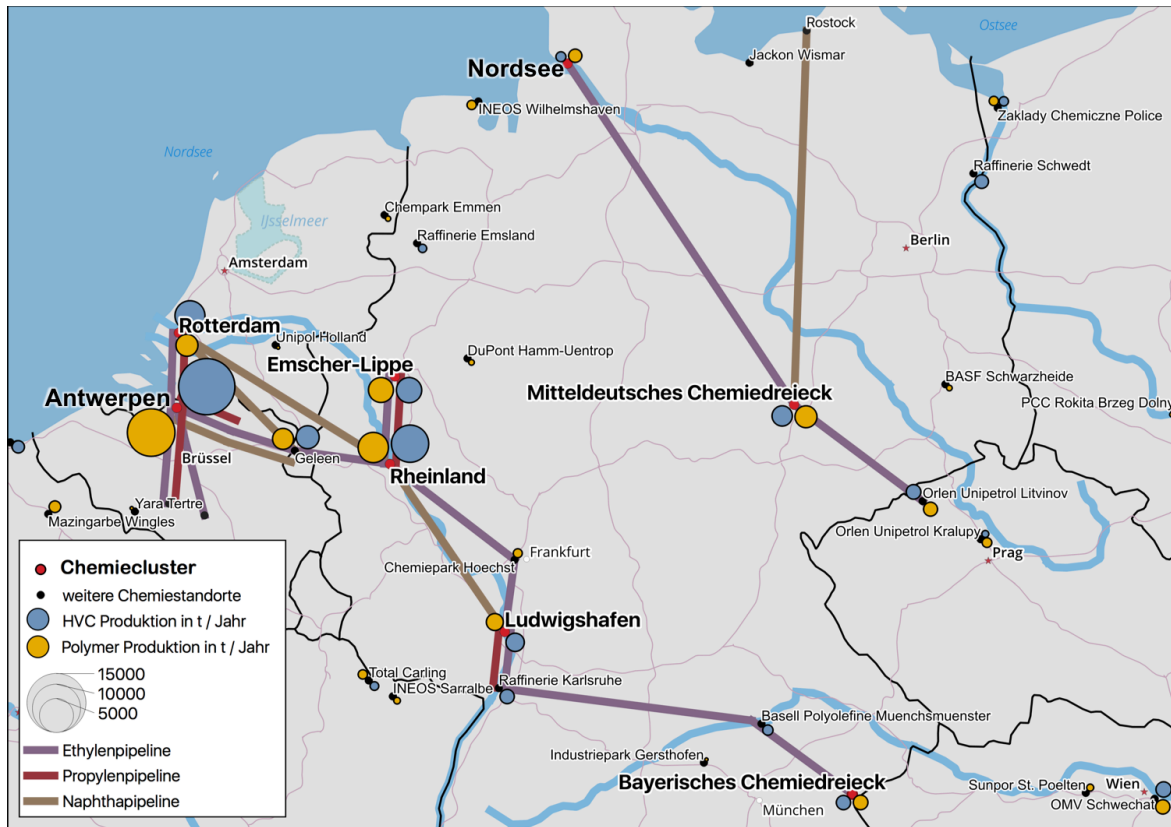 Rostock
Ostsee
Jackon Wismar
Nordsee
INEOS Wilhelmshaven
Zaklady Chemiczne Police
Nordsee
Raffinerie Schwedt
Chempark Emmen
IJsselmeer
Raffinerie Emsland
Berlin
Amsterdam
Rotterdam
Unipol Holland
DuPont Hamm-Uentrop
Emscher-Lippe
BASF Schwarzheide
Mitteldeutsches Chemiedreieck
Antwerpen
PCC Rokita Brzeg Dolny
Brüssel
Geleen
Rheinland
Orlen Unipetrol Litvinov
Yara Tertre
Mazingarbe Wingles
Orlen Unipetrol Kralupy
Prag
Frankfurt
Chemiepark Hoechst
Ludwigshafen
Total Carling
INEOS Sarralbe
Raffinerie Karlsruhe
Basell Polyolefine Muenchsmuenster
Industriepark Gersthofen
Bayerisches Chemiedreieck
München
Sunpor St. Poelten
Wien
OMV Schwechat
Chemiecluster
weitere Chemiestandorte
HVC Produktion in t / Jahr
Polymer Produktion in t / Jahr
15000
10000
5000
Ethylenpipeline
Propylenpipeline
Naphthapipeline